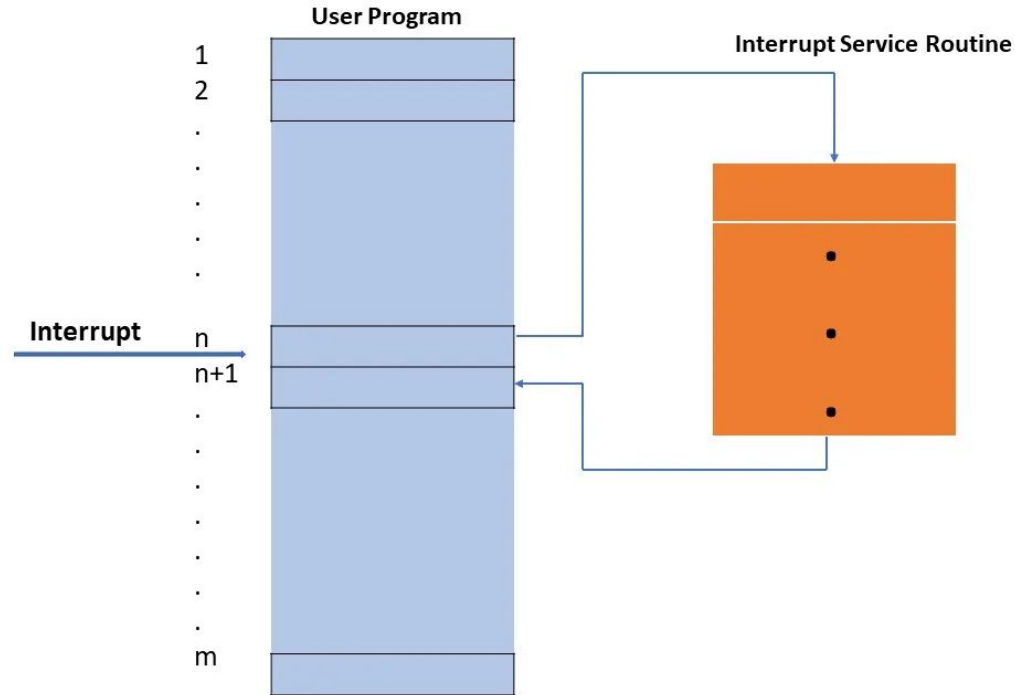 User Program
Interrupt Service Routine
1
2
.
.
.
.
.
Interrupt
n
n+1
.
.
.
.
.
.
.
m